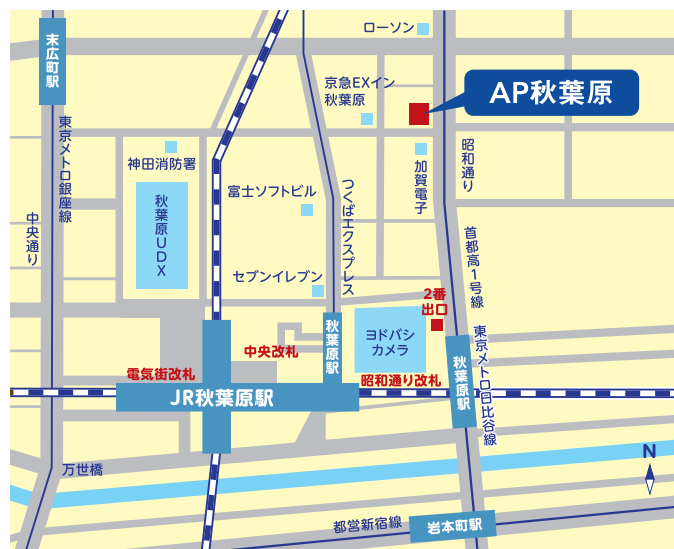 ローソン
末広町駅
京急EXイン
秋葉原
AP秋葉原
東京メトロ銀座線
神田消防署
加賀電子
昭和通り
富士ソフトビル
つくばエクスプレス
秋葉原UDX
中央通り
首都高1号線
セブンイレブン
2番
出口
ヨドバシ
カメラ
秋葉原駅
東京メトロ日比谷線
中央改札
秋葉原駅
電気街改札
昭和通り改札
JR秋葉原駅
N
万世橋
都営新宿線
岩本町駅